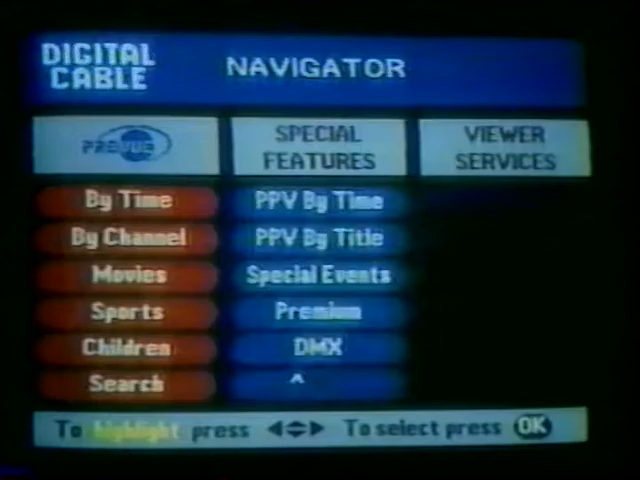 DIGITAL
CABLE
NAVIGATOR
PREVUE
SPECIAL
FEATURES
VIEWER
SERVICES
By Time
By Channel
Movies
Sports
Children
Search
PPV By Time
PPV By Title
Special Events
Premium
DMX
^
To highlight press ◄ ► To select press OK